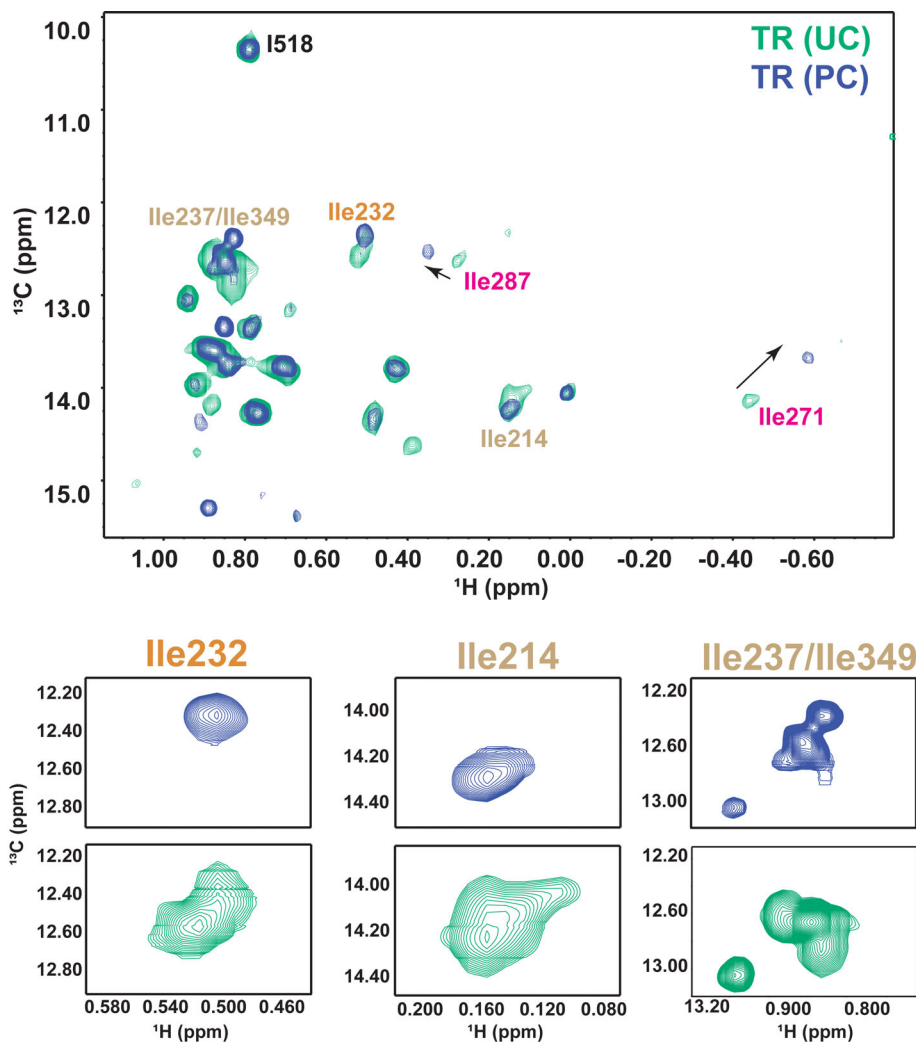 TR (UC)
TR (PC)
I518
Ile237/Ile349
Ile232
Ile287
Ile271
Ile214
¹³C (ppm)
10.0
11.0
12.0
13.0
14.0
15.0
1.00 0.80 0.60 0.40 0.20 0.00 -0.20 -0.40 -0.60
¹H (ppm)
Ile232 Ile214 Ile237/Ile349
12.20
12.40
12.60
12.80
14.00
14.20
14.40
12.20
12.60
13.00
¹³C (ppm)
12.20
12.40
12.60
12.80
14.00
14.20
14.40
12.20
12.60
13.00
13.20
0.580 0.540 0.500 0.460
0.200 0.160 0.120 0.080
0.900 0.800
¹H (ppm) ¹H (ppm) ¹H (ppm)